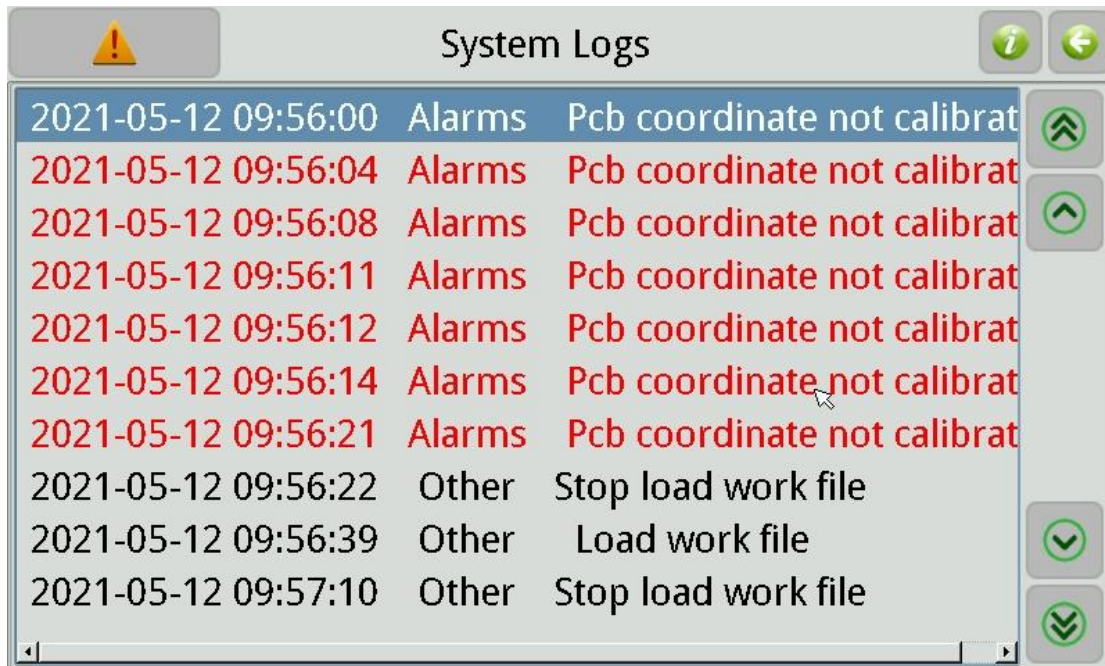 System Logs
2021-05-12 09:56:00 Alarms Pcb coordinate not calibrat
2021-05-12 09:56:04 Alarms Pcb coordinate not calibrat
2021-05-12 09:56:08 Alarms Pcb coordinate not calibrat
2021-05-12 09:56:11 Alarms Pcb coordinate not calibrat
2021-05-12 09:56:12 Alarms Pcb coordinate not calibrat
2021-05-12 09:56:14 Alarms Pcb coordinate not calibrat
2021-05-12 09:56:21 Alarms Pcb coordinate not calibrat
2021-05-12 09:56:22 Other Stop load work file
2021-05-12 09:56:39 Other Load work file
2021-05-12 09:57:10 Other Stop load work file